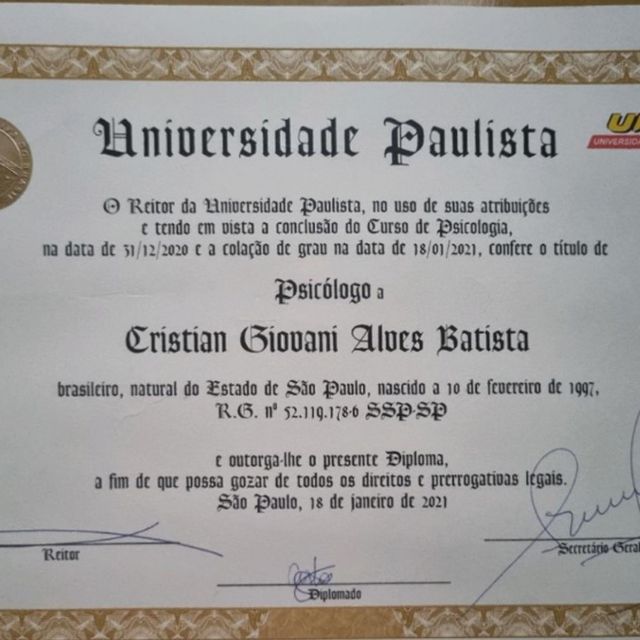 Universidade Paulista
UNIVERSIDA
O Reitor da Universidade Paulista, no uso de suas atribuições
e tendo em vista a conclusão do Curso de Psicologia,
na data de 31/12/2020 e a colação de grau na data de 18/01/2021, confere o título de
Psicólogo a
Cristian Giovani Alves Batista
brasileiro, natural do Estado de São Paulo, nascido a 10 de fevereiro de 1997,
R.G. nº 52.119.178-6 SSP-SP
e outorga-lhe o presente Diploma,
a fim de que possa gozar de todos os direitos e prerrogativas legais.
São Paulo, 18 de janeiro de 2021
Reitor
Secretário Geral
Diplomado